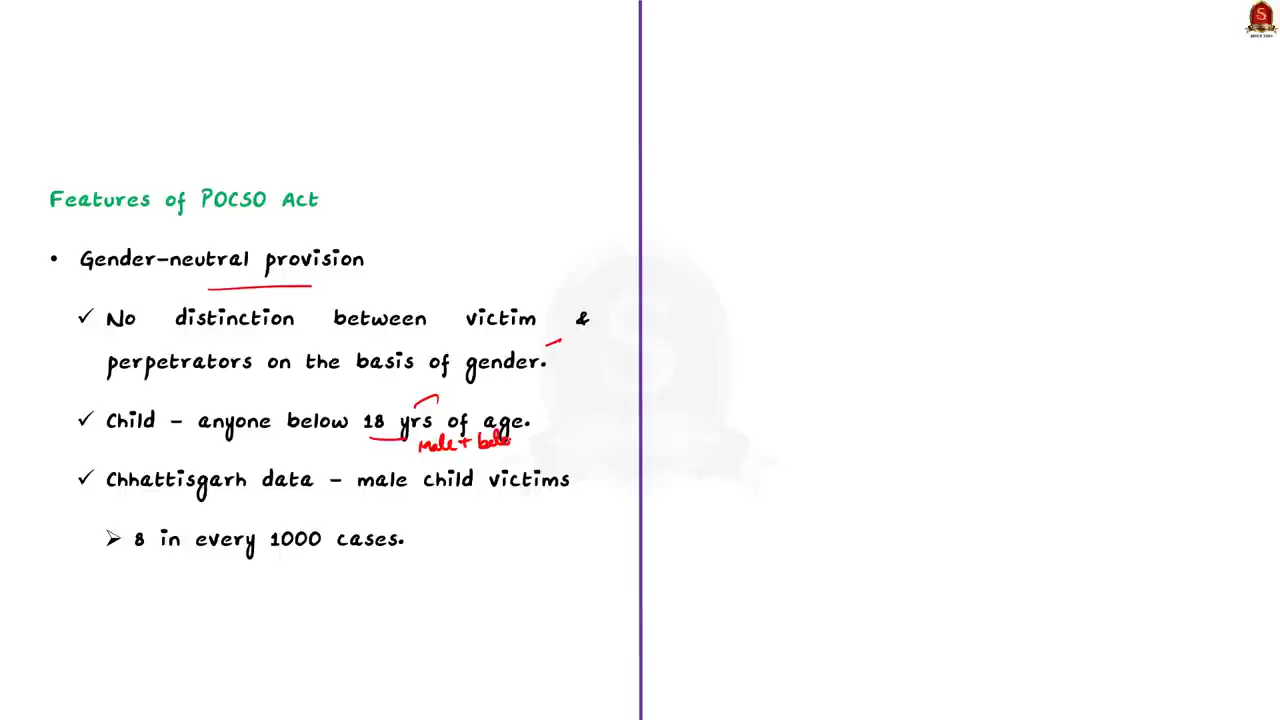 Features of POCSO Act
• Gender-neutral provision
✓ No distinction between victim &
perpetrators on the basis of gender.
✓ Child - anyone below 18 yrs of age.
male +
✓ Chhattisgarh data - male child victims
➢ 8 in every 1000 cases.
S